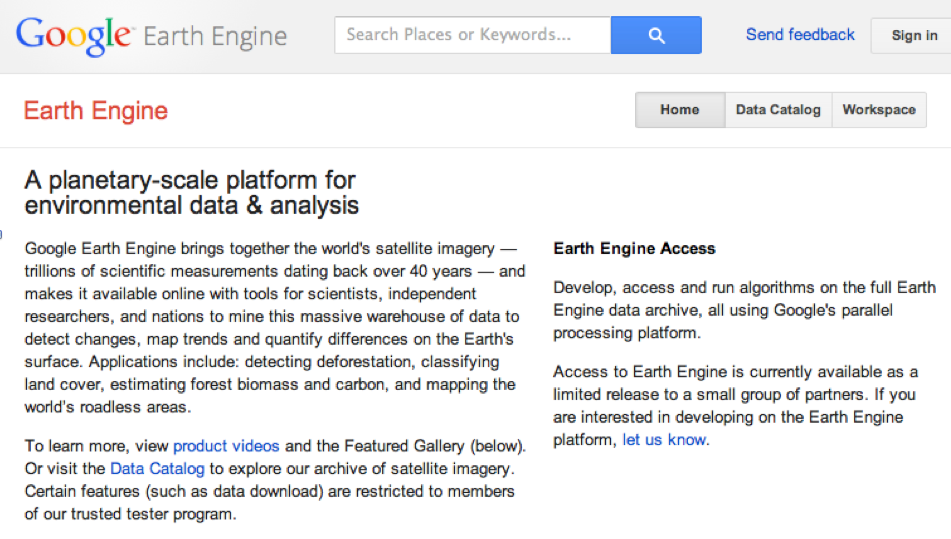 Google Earth Engine
Search Places or Keywords...
Send feedback
Sign in
Earth Engine
Home
Data Catalog
Workspace
A planetary-scale platform for
environmental data & analysis
Google Earth Engine brings together the world's satellite imagery —
trillions of scientific measurements dating back over 40 years — and
makes it available online with tools for scientists, independent
researchers, and nations to mine this massive warehouse of data to
detect changes, map trends and quantify differences on the Earth's
surface. Applications include: detecting deforestation, classifying
land cover, estimating forest biomass and carbon, and mapping the
world's roadless areas.
To learn more, view product videos and the Featured Gallery (below).
Or visit the Data Catalog to explore our archive of satellite imagery.
Certain features (such as data download) are restricted to members
of our trusted tester program.
Earth Engine Access
Develop, access and run algorithms on the full Earth
Engine data archive, all using Google's parallel
processing platform.
Access to Earth Engine is currently available as a
limited release to a small group of partners. If you
are interested in developing on the Earth Engine
platform, let us know.